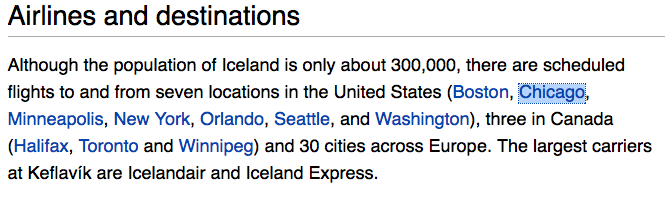 Airlines and destinations
Although the population of Iceland is only about 300,000, there are scheduled
flights to and from seven locations in the United States (Boston, Chicago,
Minneapolis, New York, Orlando, Seattle, and Washington), three in Canada
(Halifax, Toronto and Winnipeg) and 30 cities across Europe. The largest carriers
at Keflavík are Icelandair and Iceland Express.